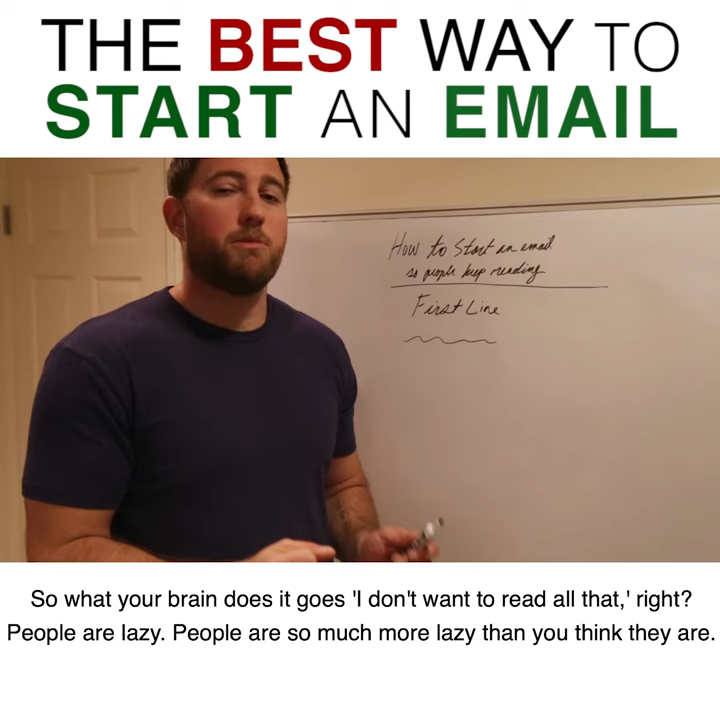 THE BEST WAY TO
START AN EMAIL
How to Start an email
so people keep reading
First Line
So what your brain does it goes 'I don't want to read all that,' right?
People are lazy. People are so much more lazy than you think they are.